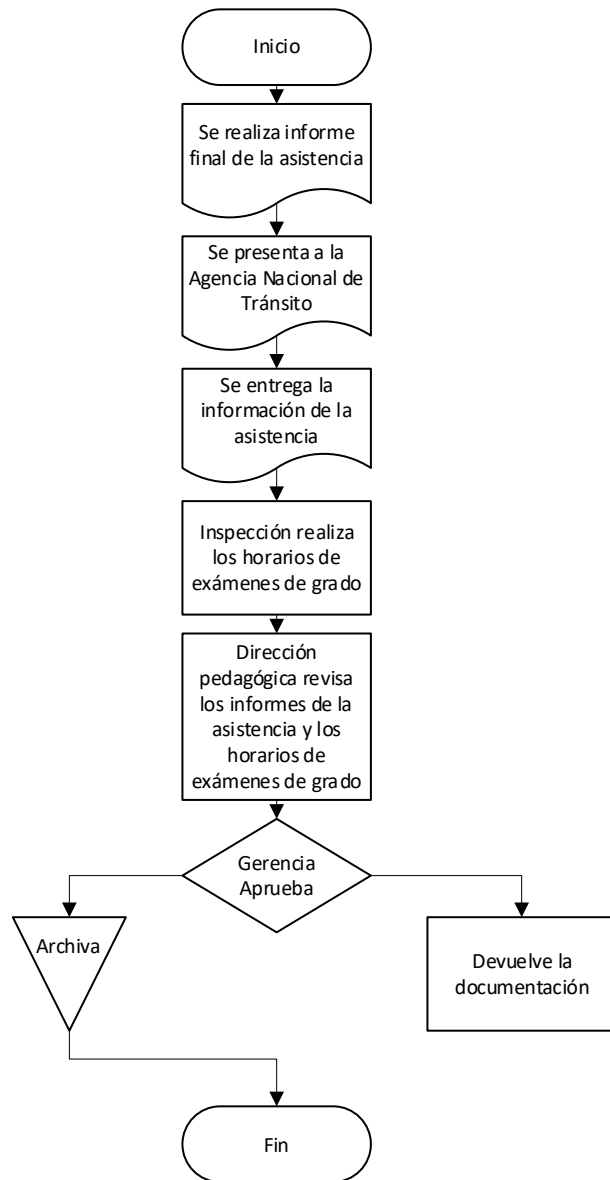 Inicio
Se realiza informe
final de la asistencia
Se presenta a la
Agencia Nacional de
Tránsito
Se entrega la
información de la
asistencia
Inspección realiza
los horarios de
exámenes de grado
Dirección
pedagógica revisa
los informes de la
asistencia y los
horarios de
exámenes de grado
Gerencia
Aprueba
Archiva
Devuelve la
documentación
Fin